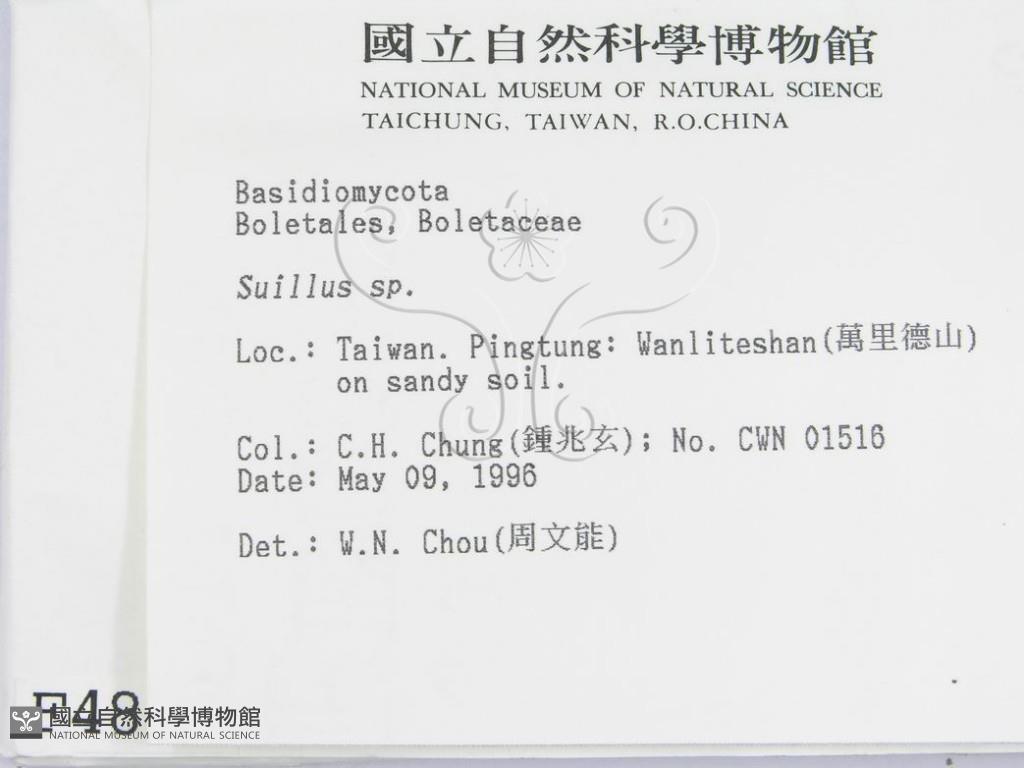 國立自然科學博物館
NATIONAL MUSEUM OF NATURAL SCIENCE
TAICHUNG, TAIWAN, R.O.CHINA
Basidiomycota
Boletales, Boletaceae
Suillus sp.
Loc.: Taiwan. Pingtung: Wanliteshan(萬里德山)
on sandy soil.
Col.: C.H. Chung(鍾兆玄); No. CWN 01516
Date: May 09, 1996
Det.: W.N. Chou(周文能)
F48
國立自然科學博物館
NATIONAL MUSEUM OF NATURAL SCIENCE